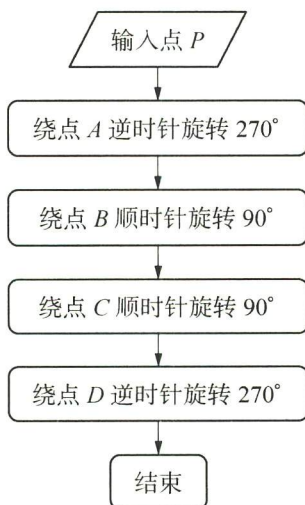 输入点 P
绕点 A 逆时针旋转 270°
绕点 B 顺时针旋转 90°
绕点 C 顺时针旋转 90°
绕点 D 逆时针旋转 270°
结束